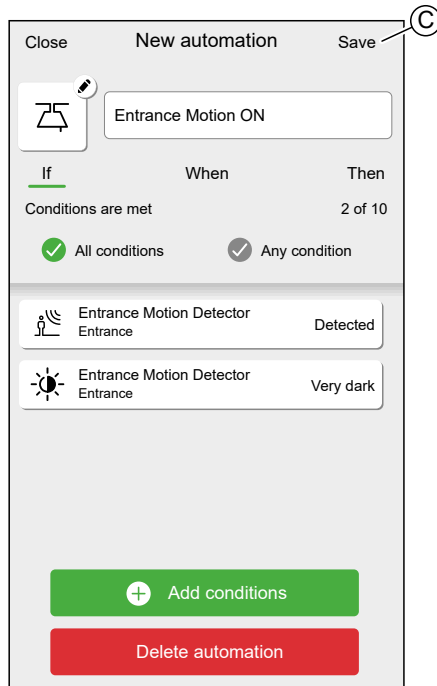 C
Close New automation Save
Entrance Motion ON
If When Then
Conditions are met 2 of 10
All conditions Any condition
Entrance Motion Detector
Entrance
Detected
Entrance Motion Detector
Entrance
Very dark
Add conditions
Delete automation